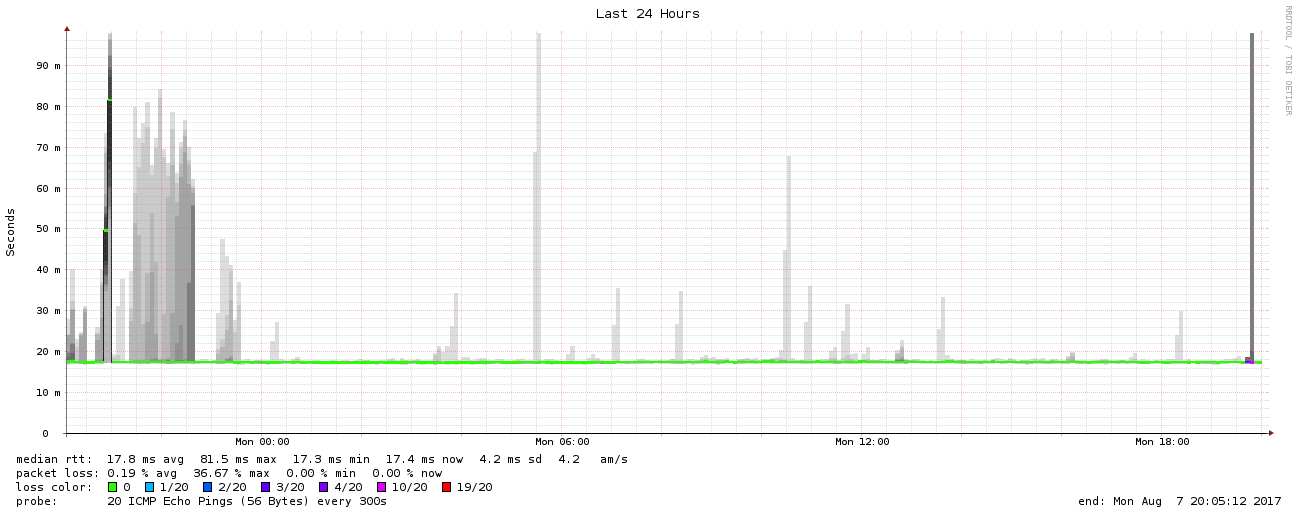 Last 24 Hours
RRDTOOL / TOBI OETIKER
Seconds
90 m
80 m
70 m
60 m
50 m
40 m
30 m
20 m
10 m
0
Mon 00:00 Mon 06:00 Mon 12:00 Mon 18:00
median rtt: 17.8 ms avg 81.5 ms max 17.3 ms min 17.4 ms now 4.2 ms sd 4.2 am/s
packet loss: 0.19 % avg 36.67 % max 0.00 % min 0.00 % now
loss color: 0 1/20 2/20 3/20 4/20 10/20 19/20
probe: 20 ICMP Echo Pings (56 Bytes) every 300s end: Mon Aug 7 20:05:12 2017